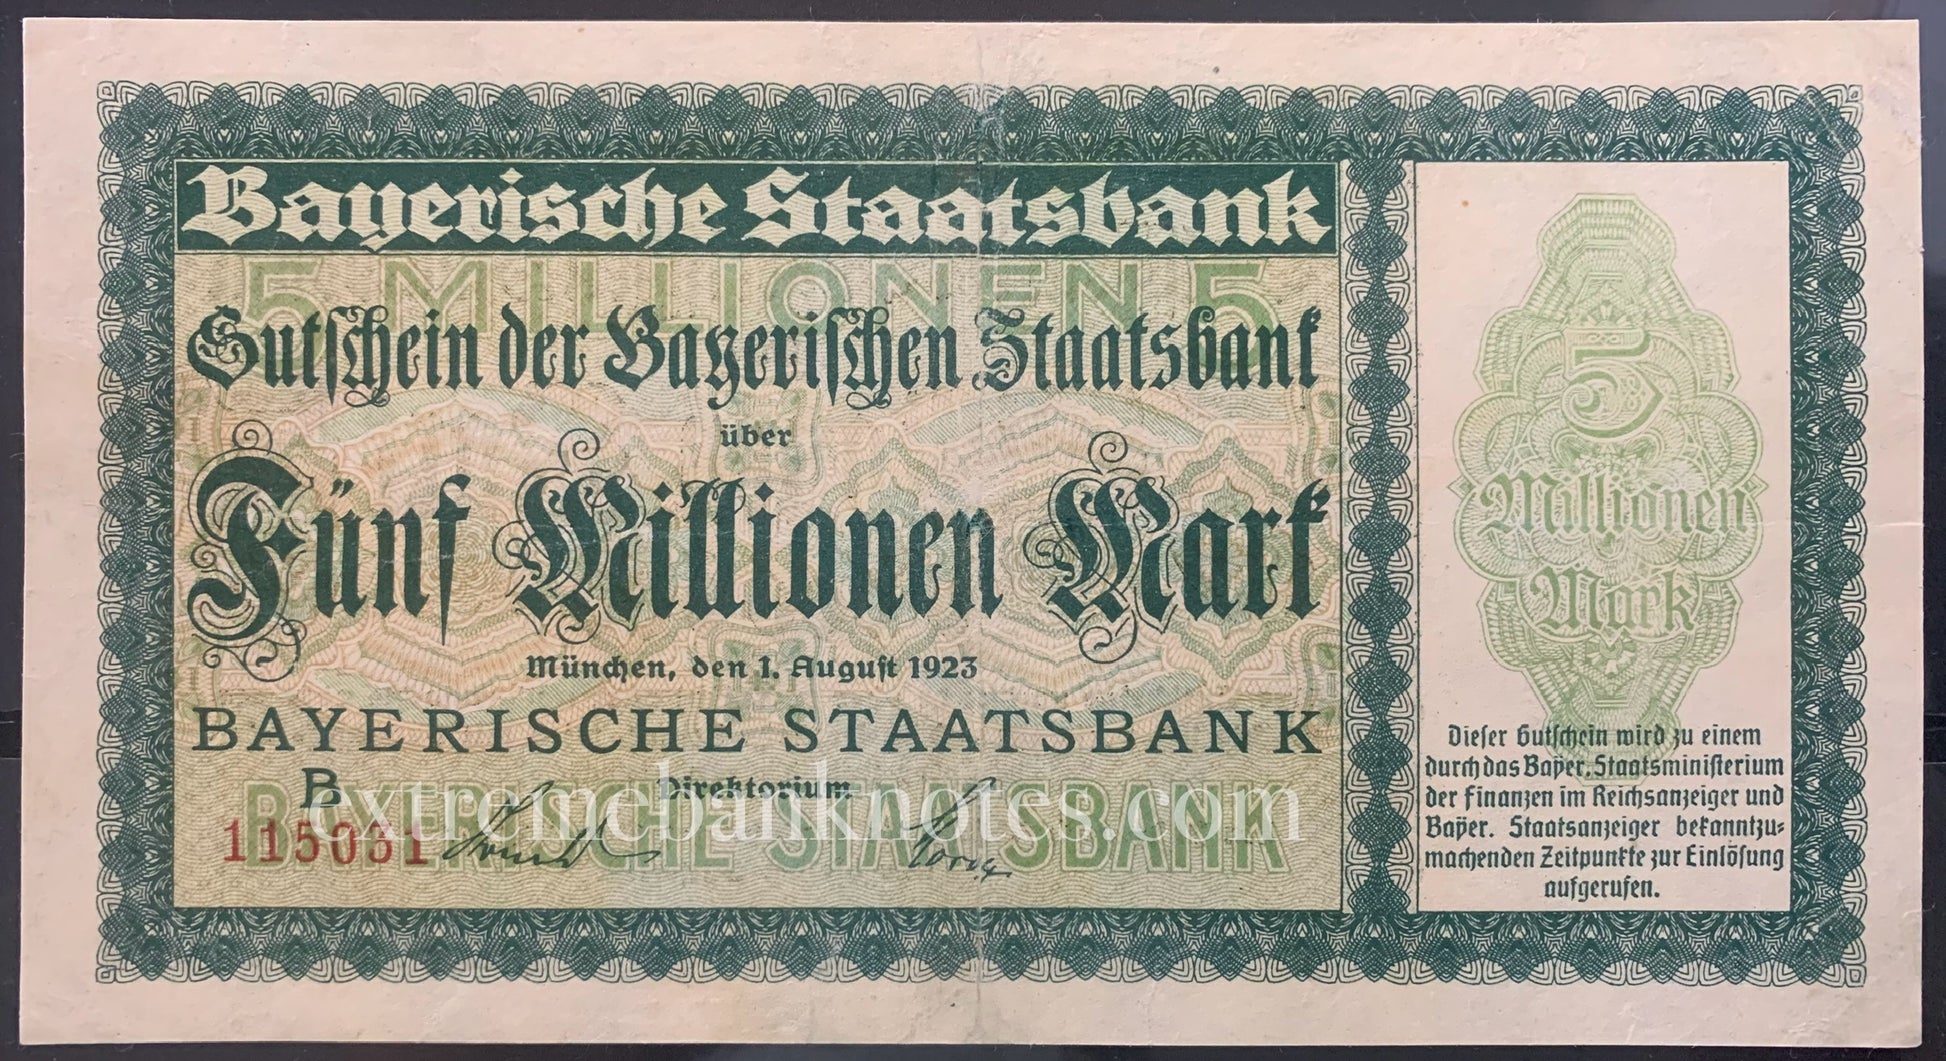 Bayerische Staatsbank
5 MILLIONEN 5
Gutschein der Bayerischen Staatsbank
über
Fünf Millionen Mark
München, den 1. August 1923
BAYERISCHE STAATSBANK
B
Direktorium
BAYERISCHE STAATSBANK
115031
extremebanknotes.com
5
Millionen
Mark
Dieser Gutschein wird zu einem
durch das Bayer. Staatsministerium
der Finanzen im Reichsanzeiger und
Bayer. Staatsanzeiger bekanntzu-
machenden Zeitpunkte zur Einlösung
aufgerufen.